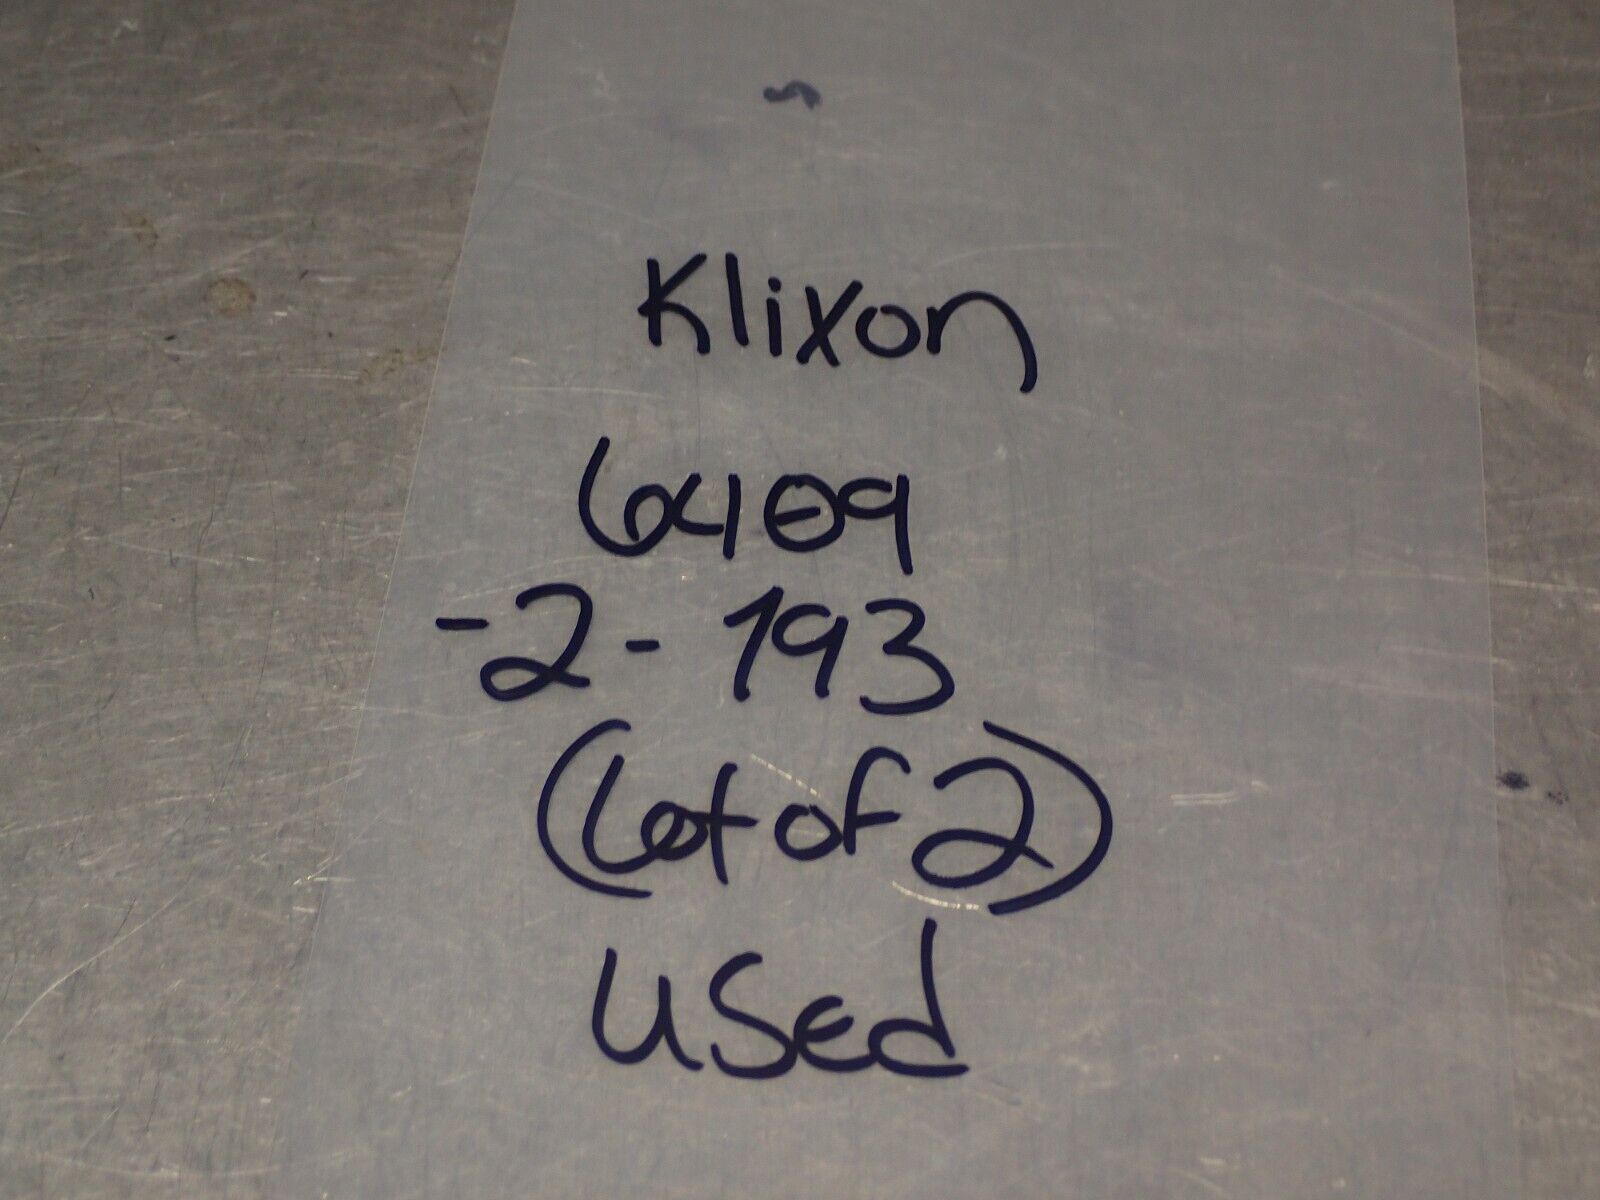 Klixon
6409
-2-193
(Lot of 2)
Used